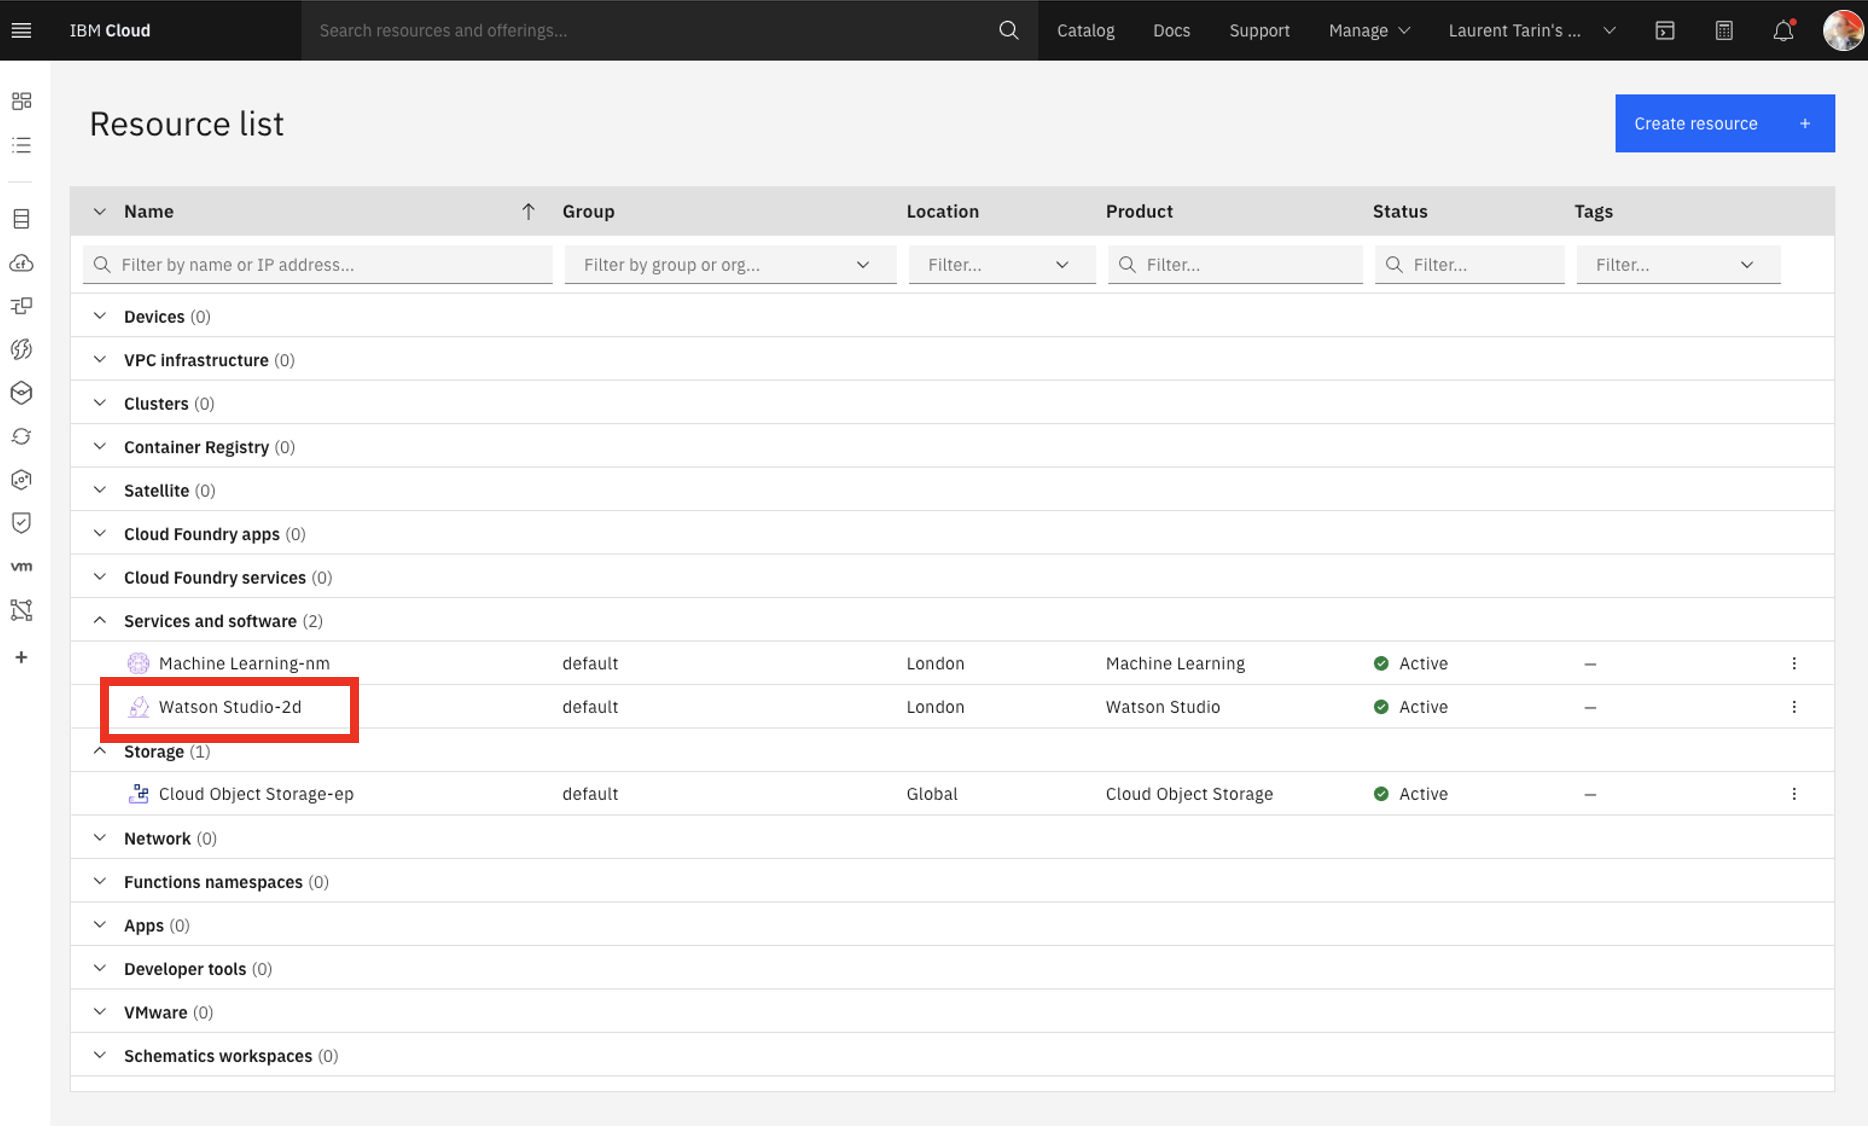 IBM Cloud Search resources and offerings... Catalog Docs Support Manage Laurent Tarin's ...
Resource list
Create resource +
Name Group Location Product Status Tags
Filter by name or IP address... Filter by group or org... Filter... Filter... Filter... Filter...
Devices (0)
VPC infrastructure (0)
Clusters (0)
Container Registry (0)
Satellite (0)
Cloud Foundry apps (0)
Cloud Foundry services (0)
Services and software (2)
Machine Learning-nm default London Machine Learning Active –
Watson Studio-2d default London Watson Studio Active –
Storage (1)
Cloud Object Storage-ep default Global Cloud Object Storage Active –
Network (0)
Functions namespaces (0)
Apps (0)
Developer tools (0)
VMware (0)
Schematics workspaces (0)
cf
vm